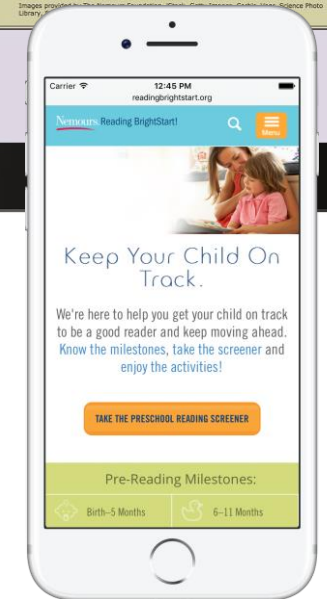 Images provided by The Nemours Foundation, iStock, Getty Images, Corbis, Veer, Science Photo
Library,
Carrier 12:45 PM
readingbrightstart.org
Nemours. Reading BrightStart!
Menu
Keep Your Child On
Track.
We're here to help you get your child on track
to be a good reader and keep moving ahead.
Know the milestones, take the screener and
enjoy the activities!
TAKE THE PRESCHOOL READING SCREENER
Pre-Reading Milestones:
Birth–5 Months 6–11 Months